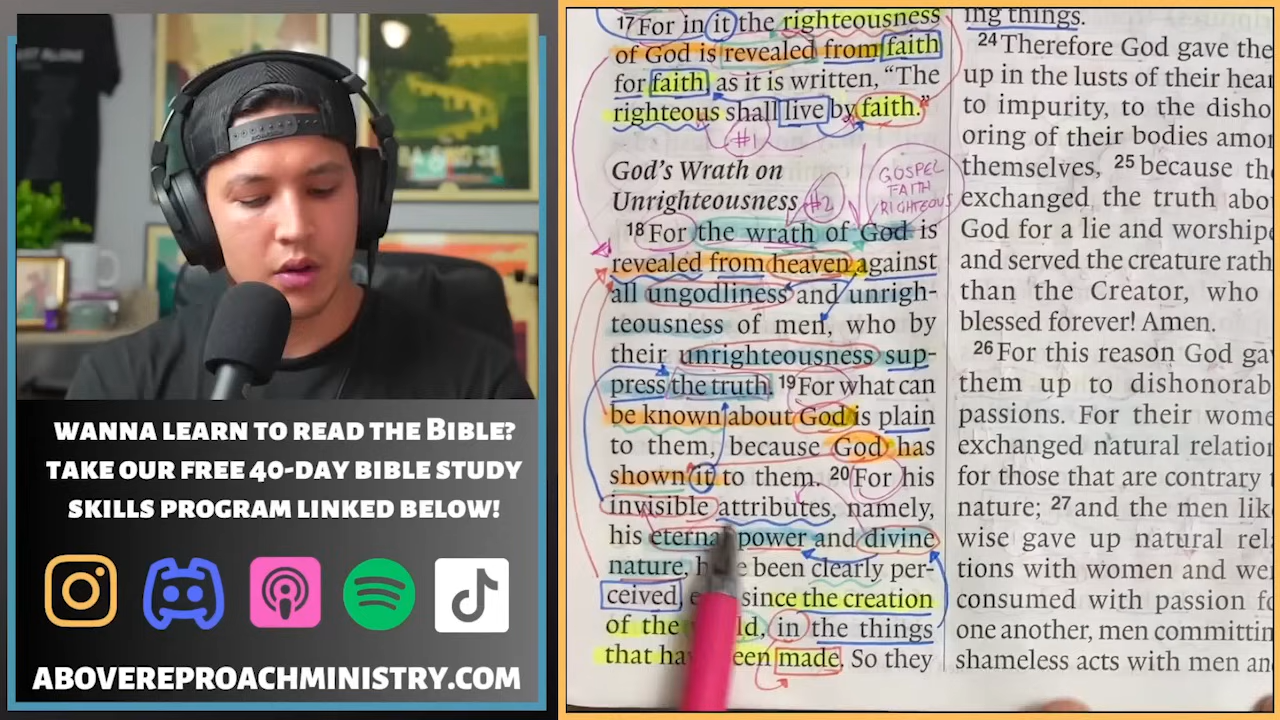 WANNA LEARN TO READ THE BIBLE?
TAKE OUR FREE 40-DAY BIBLE STUDY
SKILLS PROGRAM LINKED BELOW!
ABOVEREPROACHMINISTRY.COM
17 For in it the righteousness
of God is revealed from faith
for faith as it is written, “The
righteous shall live by faith.”
#1
God’s Wrath on
Unrighteousness
#2
GOSPEL
FAITH
RIGHTEOUS
18 For the wrath of God is
revealed from heaven against
all ungodliness and unrigh-
teousness of men, who by
their unrighteousness sup-
press the truth. 19 For what can
be known about God is plain
to them, because God has
shown it to them. 20 For his
invisible attributes, namely,
his eternal power and divine
nature, been clearly per-
ceived, since the creation
of the in the things
that made. So they
ing things.
24 Therefore God gave the
up in the lusts of their hear
to impurity, to the disho
oring of their bodies amon
themselves, 25 because th
exchanged the truth abo
God for a lie and worshipe
and served the creature rath
than the Creator, who
blessed forever! Amen.
26 For this reason God ga
them up to dishonorab
passions. For their wome
exchanged natural relation
for those that are contrary
nature; 27 and the men lik
wise gave up natural rel
tions with women and we
consumed with passion fo
one another, men committin
shameless acts with men an